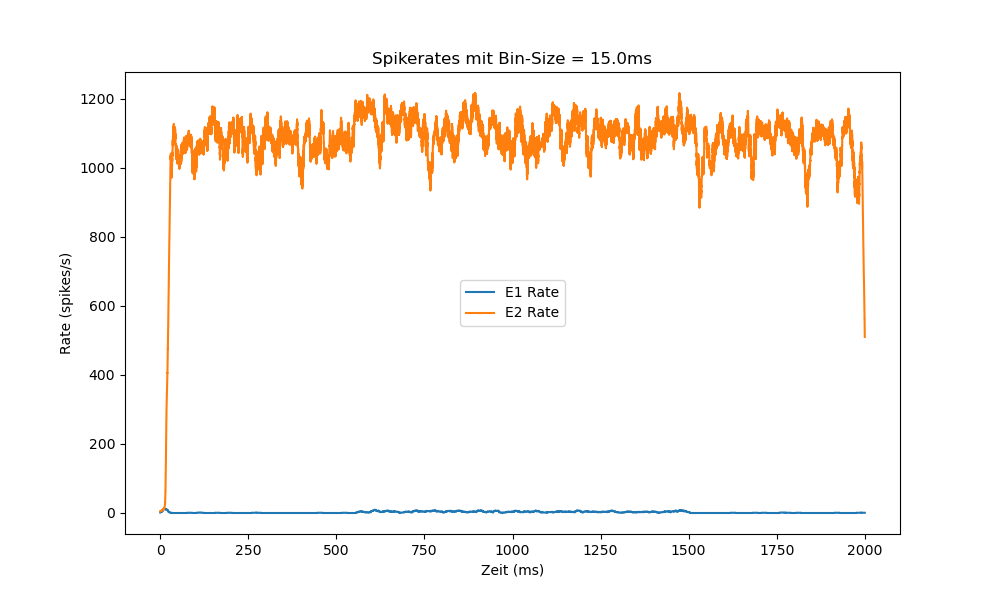 Spikerates mit Bin-Size = 15.0ms
Rate (spikes/s)
1200
1000
800
600
400
200
0
E1 Rate
E2 Rate
0 250 500 750 1000 1250 1500 1750 2000
Zeit (ms)